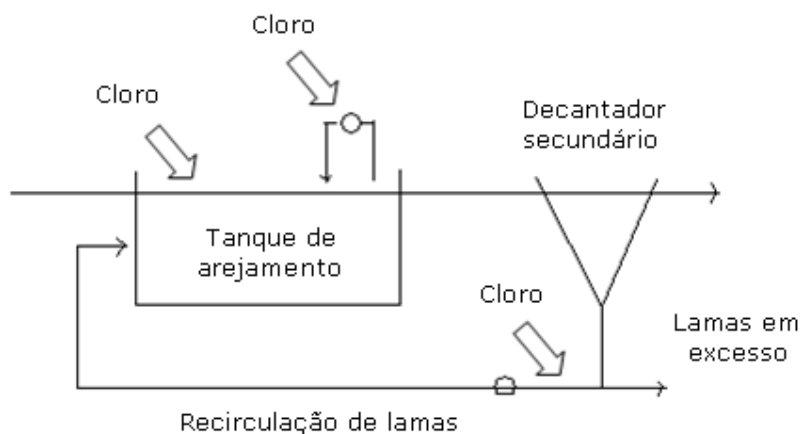 Cloro
Cloro
Decantador
secundário
Tanque de
arejamento
Cloro
Lamas em
excesso
Recirculação de lamas